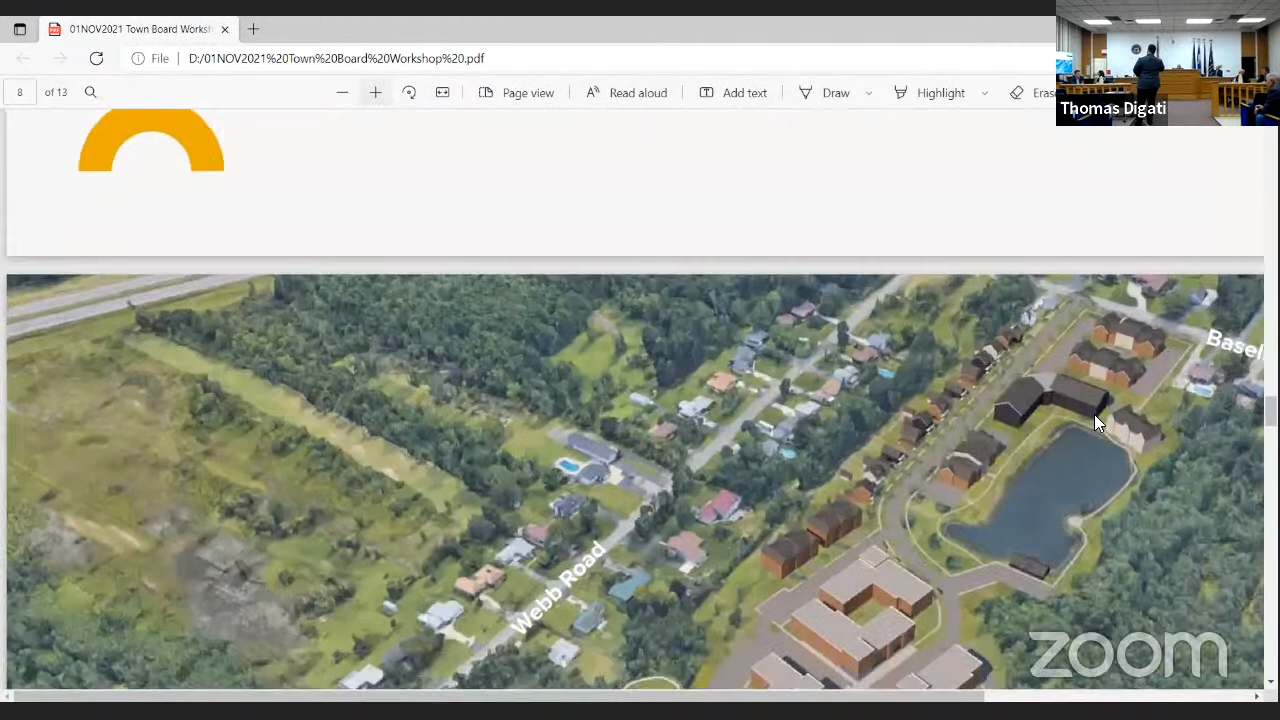 01NOV2021 Town Board Worksh
File
D:/01NOV2021%20Town%20Board%20Workshop%20.pdf
8
of 13
Page view
Read aloud
Add text
Draw
Highlight
Eras
Thomas Digati
Basel
Webb Road
zoom